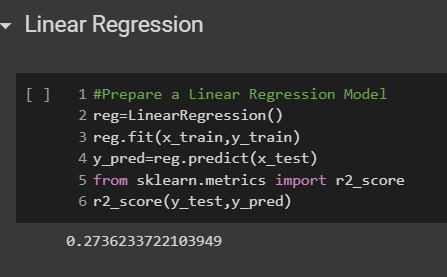 Linear Regression
[ ] 1 #Prepare a Linear Regression Model
2 reg=LinearRegression()
3 reg.fit(x_train,y_train)
4 y_pred=reg.predict(x_test)
5 from sklearn.metrics import r2_score
6 r2_score(y_test,y_pred)
0.2736233722103949